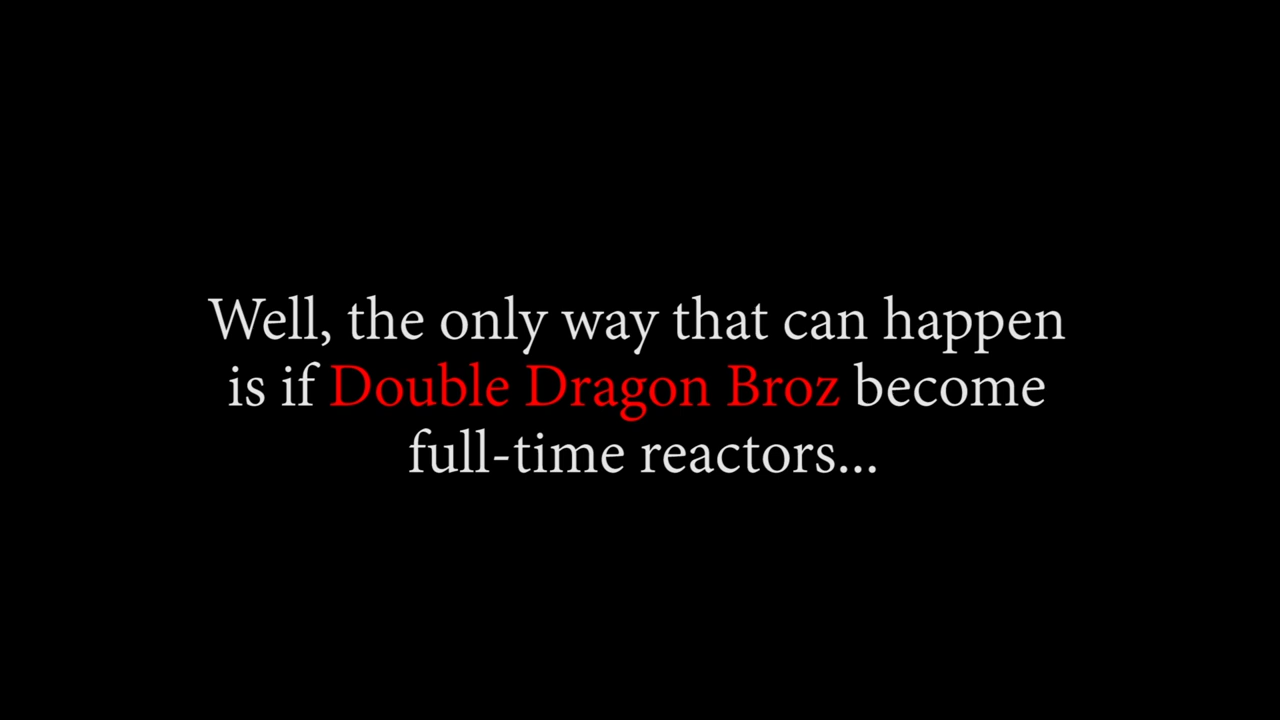 Well, the only way that can happen
is if Double Dragon Broz become
full-time reactors...